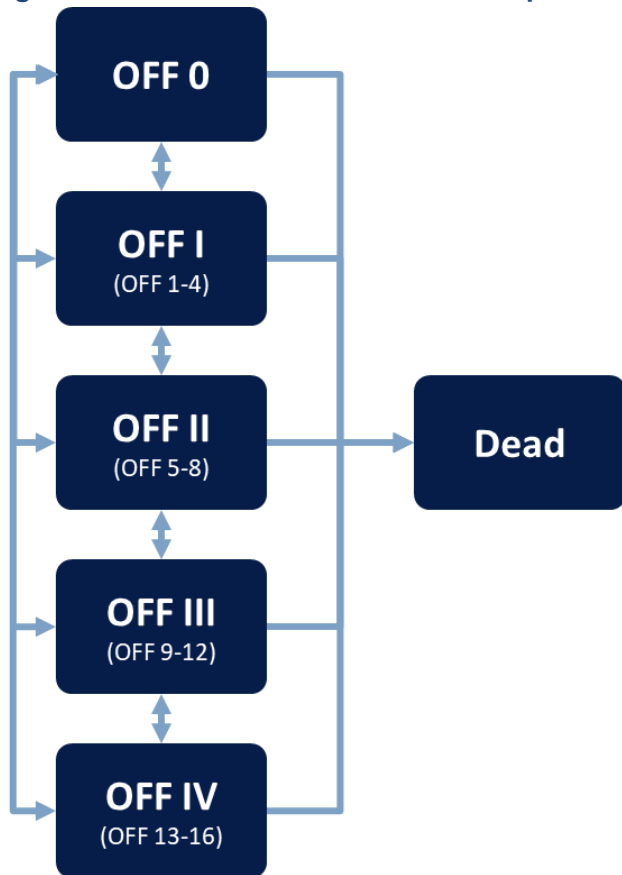 OFF 0
OFF I
(OFF 1-4)
OFF II
(OFF 5-8)
Dead
OFF III
(OFF 9-12)
OFF IV
(OFF 13-16)